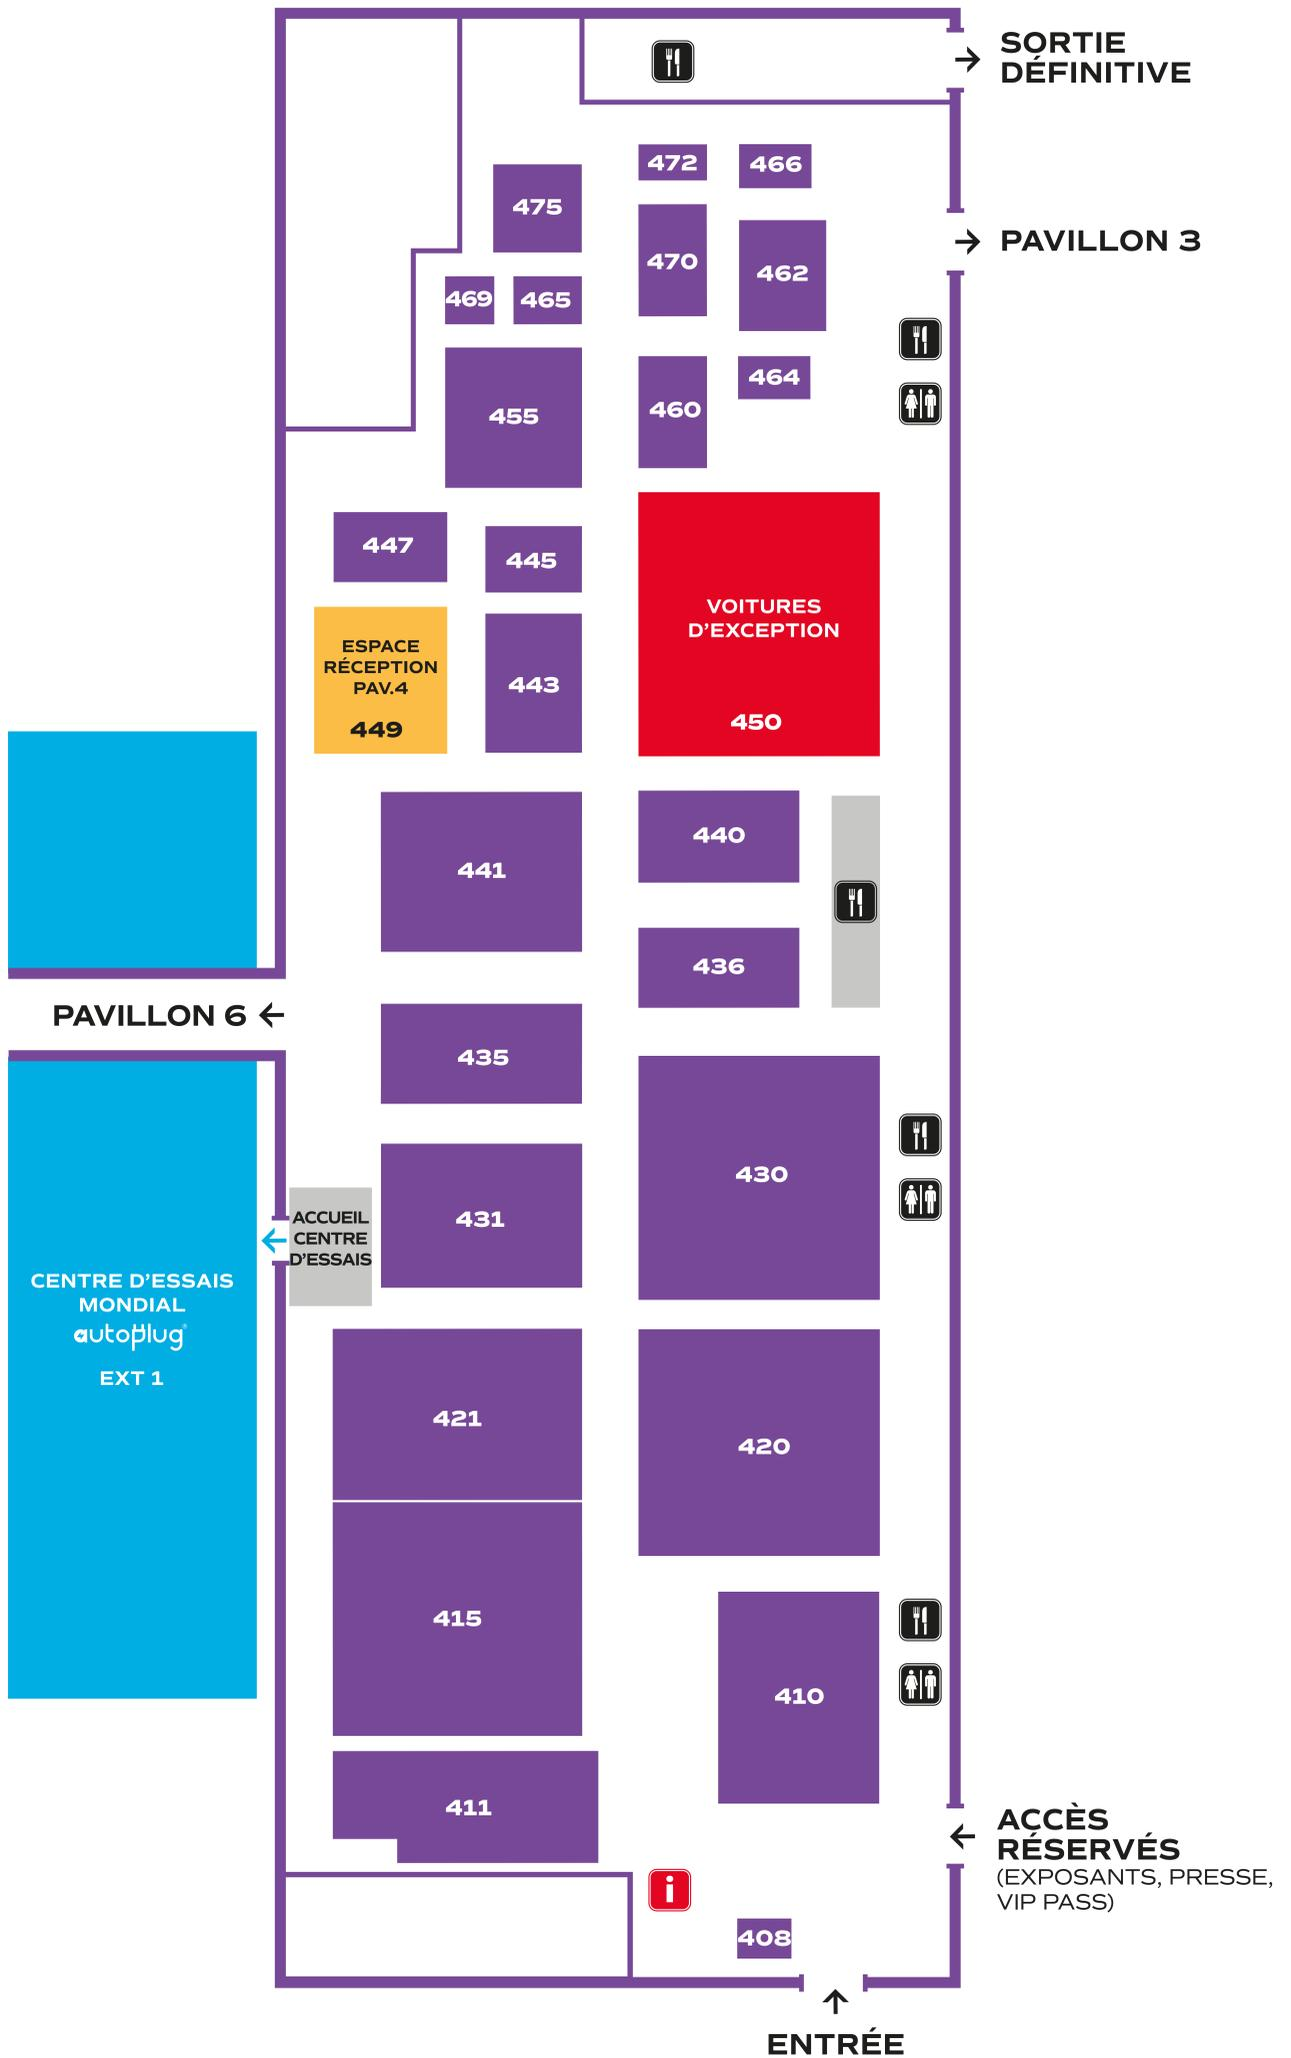 SORTIE
DÉFINITIVE
472
466
475
PAVILLON 3
470
462
469
465
464
460
455
447
445
VOITURES
D'EXCEPTION
450
ESPACE
RÉCEPTION
PAV.4
449
443
440
441
436
PAVILLON 6
435
430
ACCUEIL
CENTRE
D'ESSAIS
431
CENTRE D'ESSAIS
MONDIAL
autoplug
EXT 1
421
420
415
410
411
ACCÈS
RÉSERVÉS
(EXPOSANTS, PRESSE,
VIP PASS)
i
408
ENTRÉE